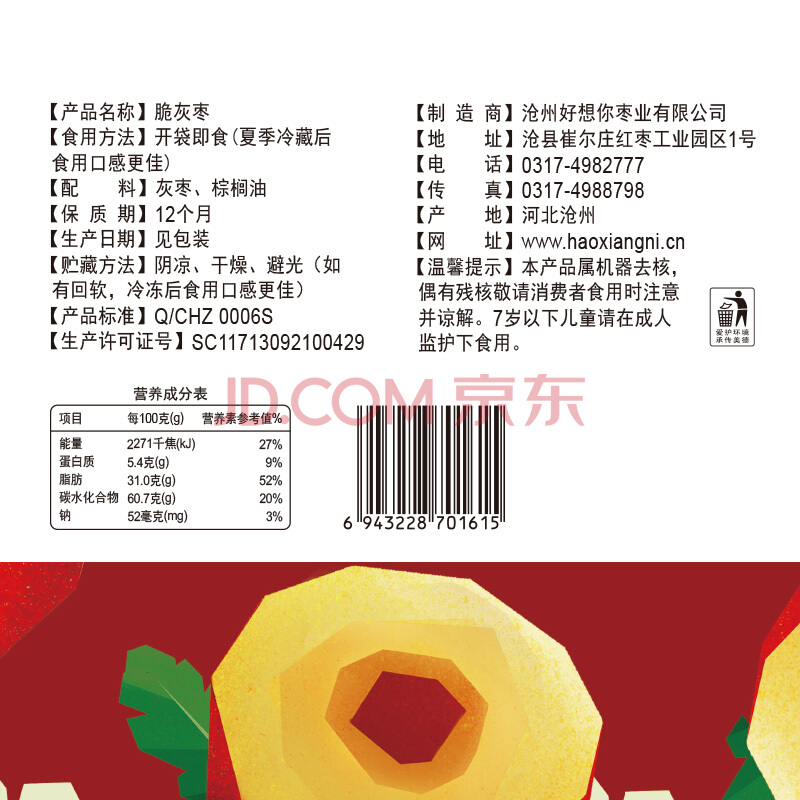 【产品名称】脆灰枣
【食用方法】开袋即食(夏季冷藏后
食用口感更佳)
【配 料】灰枣、棕榈油
【保 质 期】12个月
【生产日期】见包装
【贮藏方法】阴凉、干燥、避光（如
有回软，冷冻后食用口感更佳）
【产品标准】Q/CHZ 0006S
【生产许可证号】SC11713092100429
【制 造 商】沧州好想你枣业有限公司
【地 址】沧县崔尔庄红枣工业园区1号
【电 话】0317-4982777
【传 真】0317-4988798
【产 地】河北沧州
【网 址】www.haoxiangni.cn
【温馨提示】本产品属机器去核，
偶有残核敬请消费者食用时注意
并谅解。7岁以下儿童请在成人
监护下食用。
爱护环境
承传美德
JD.COM 京东
营养成分表
项目 每100克(g) 营养素参考值%
能量 2271千焦(kJ) 27%
蛋白质 5.4克(g) 9%
脂肪 31.0克(g) 52%
碳水化合物 60.7克(g) 20%
钠 52毫克(mg) 3%
6 943228 701615